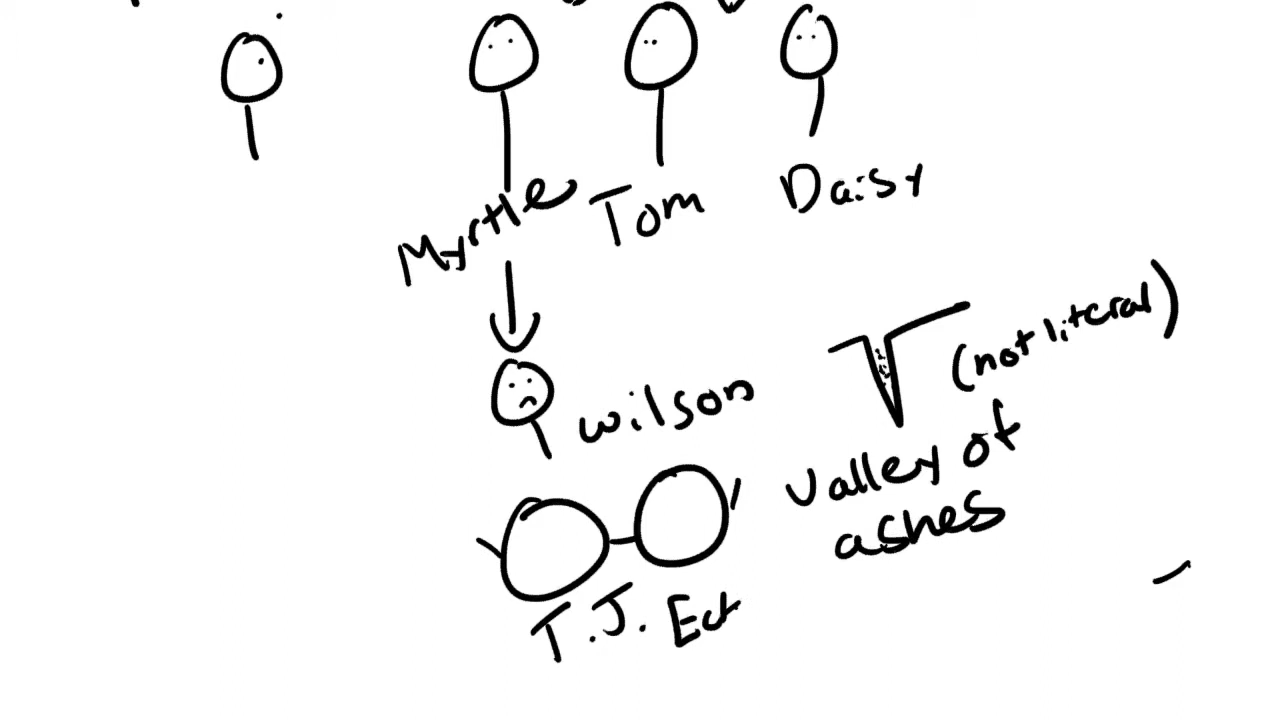 Myrtle
Tom
Daisy
wilson
(not literal)
valley of
ashes
T.J. Eck